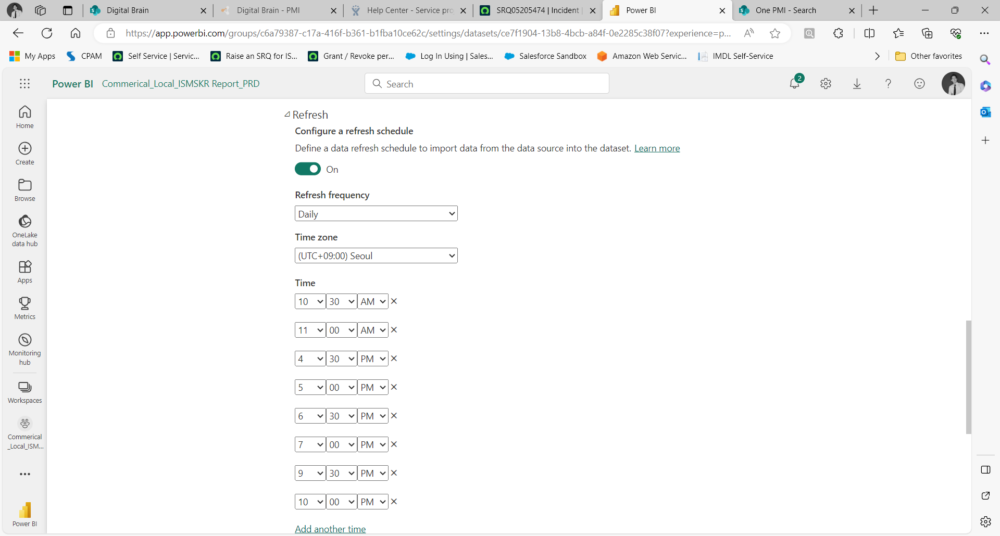 Digital Brain
Digital Brain - PMI
Help Center - Service pro
SRQ05205474 | Incident |
Power BI
One PMI - Search
https://app.powerbi.com/groups/c6a79387-c17a-416f-b361-b1fba10ce62c/settings/datasets/ce7f1904-13b8-4bcb-a84f-0e2285c38f07?experience=p...
My Apps
CPAM
Self Service | Servic...
Raise an SRQ for IS...
Grant / Revoke per...
Log In Using | Sales...
Salesforce Sandbox
Amazon Web Servic...
IMDL Self-Service
Other favorites
Power BI Commerical_Local_ISMSKR Report_PRD
Search
2
Home
Create
Browse
OneLake
data hub
Apps
Metrics
Monitoring
hub
Workspaces
Commerical
_Local_ISM...
Power BI
Refresh
Configure a refresh schedule
Define a data refresh schedule to import data from the data source into the dataset. Learn more
On
Refresh frequency
Daily
Time zone
(UTC+09:00) Seoul
Time
10 30 AM
11 00 AM
4 30 PM
5 00 PM
6 30 PM
7 00 PM
9 30 PM
10 00 PM
Add another time